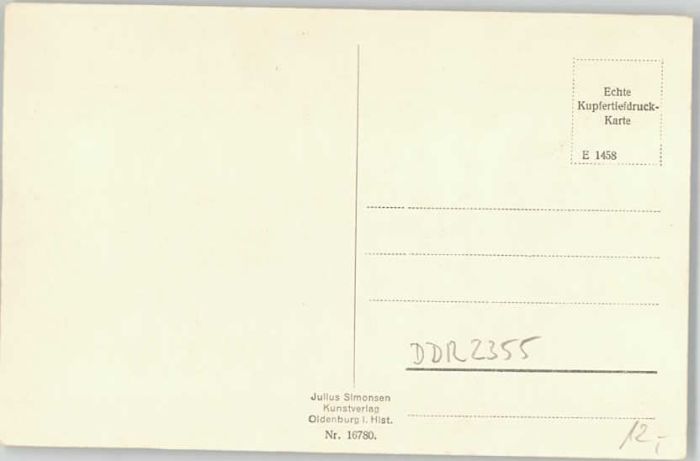 Echte
Kupfertiefdruck-
Karte
E 1458
DDR2355
Julius Simonsen
Kunstverlag
Oldenburg i. Hlst.
Nr. 16780.
12,-